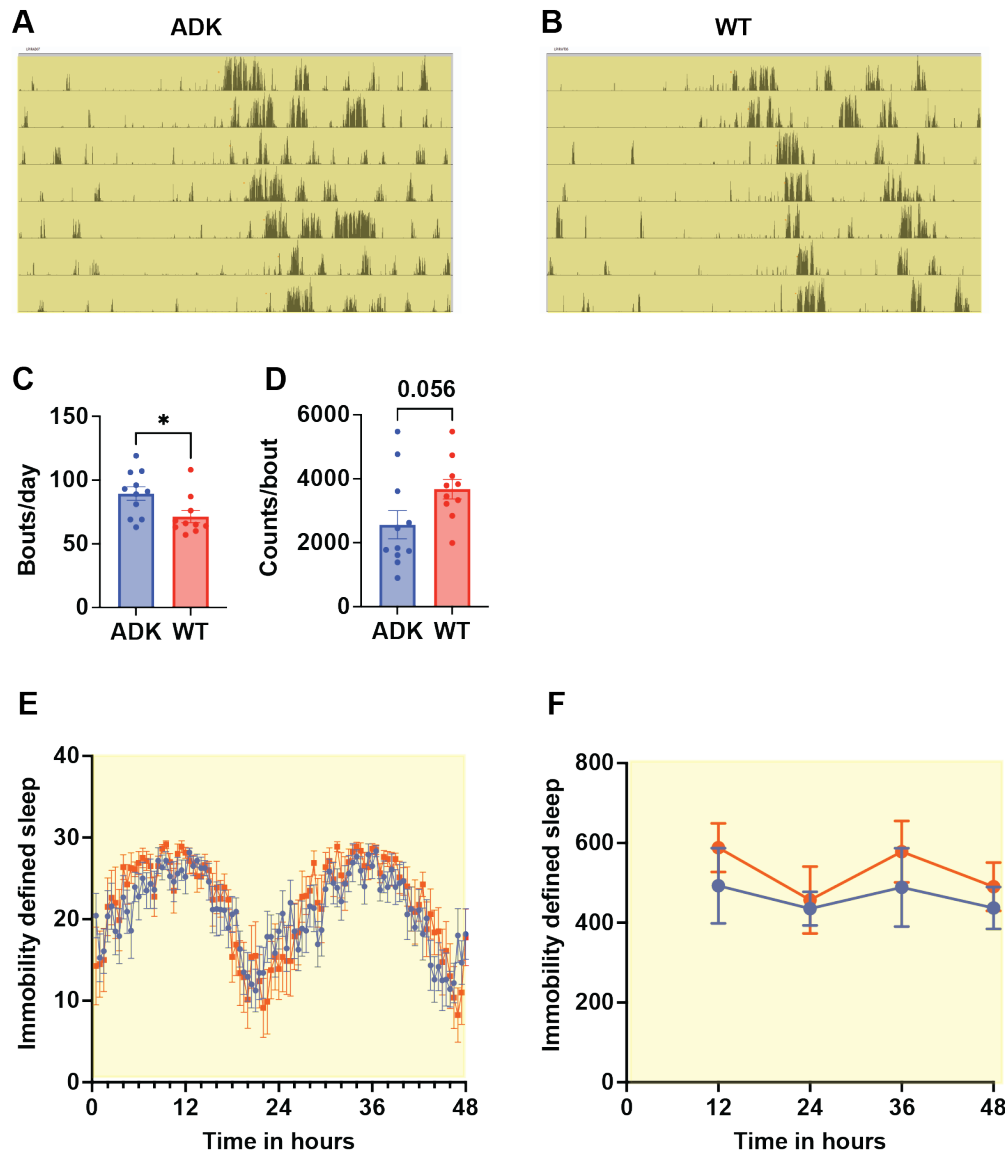 A
ADK
B
WT
C
Bouts/day
150
100
50
0
*
ADK WT
D
Counts/bout
0.056
6000
4000
2000
0
ADK WT
E
Immobility defined sleep
40
30
20
10
0
0 12 24 36 48
Time in hours
F
Immobility defined sleep
800
600
400
200
0
0 12 24 36 48
Time in hours